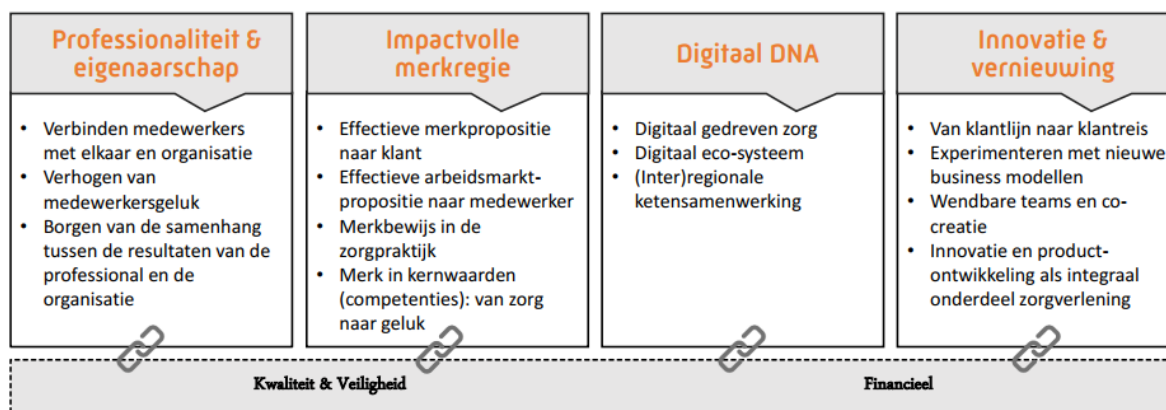 Professionaliteit &
eigenaarschap
• Verbinden medewerkers
met elkaar en organisatie
• Verhogen van
medewerkersgeluk
• Borgen van de samenhang
tussen de resultaten van de
professional en de
organisatie
Impactvolle
merkregie
• Effectieve merkpropositie
naar klant
• Effectieve arbeidsmarkt-
propositie naar medewerker
• Merkbewijs in de
zorgpraktijk
• Merk in kernwaarden
(competenties): van zorg
naar geluk
Digitaal DNA
• Digitaal gedreven zorg
• Digitaal eco-systeem
• (Inter)regionale
ketensamenwerking
Innovatie &
vernieuwing
• Van klantlijn naar klantreis
• Experimenteren met nieuwe
business modellen
• Wendbare teams en co-
creatie
• Innovatie en product-
ontwikkeling als integraal
onderdeel zorgverlening
Kwaliteit & Veiligheid
Financieel